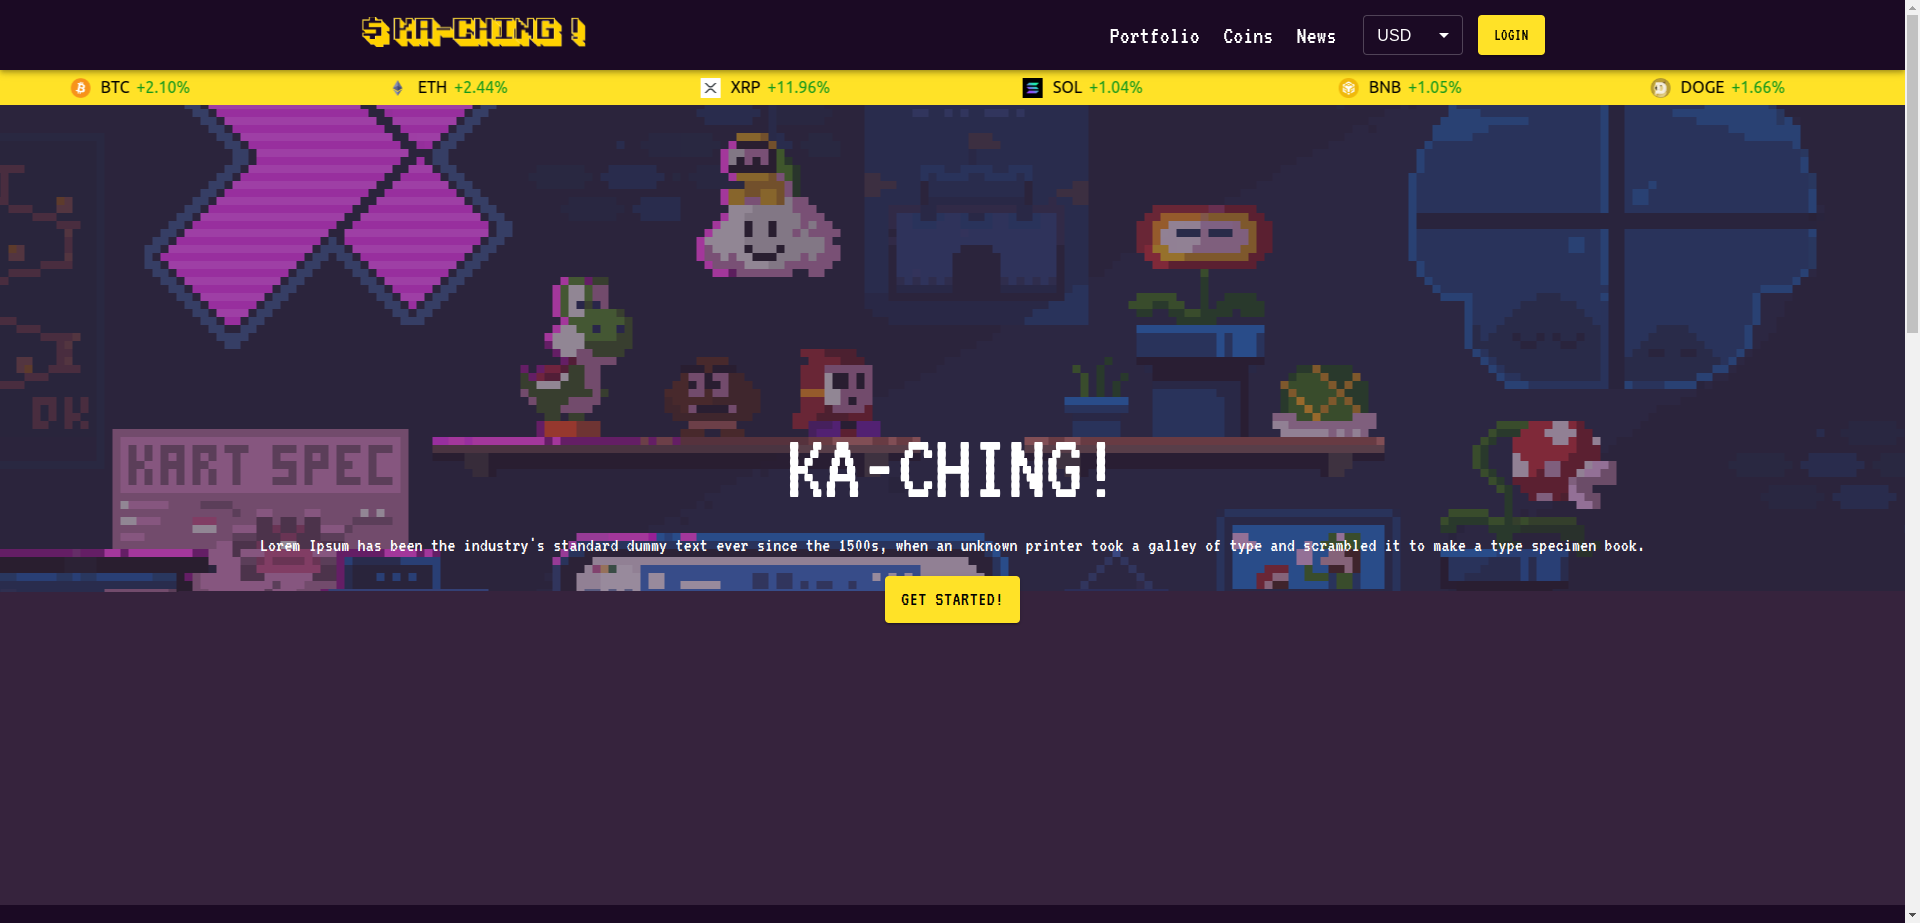 $ KA-CHING !
Portfolio Coins News USD LOGIN
BTC +2.10% ETH +2.44% XRP +11.96% SOL +1.04% BNB +1.05% DOGE +1.66%
DK
KART SPEC
KA-CHING!
Lorem Ipsum has been the industry's standard dummy text ever since the 1500s, when an unknown printer took a galley of type and scrambled it to make a type specimen book.
GET STARTED!